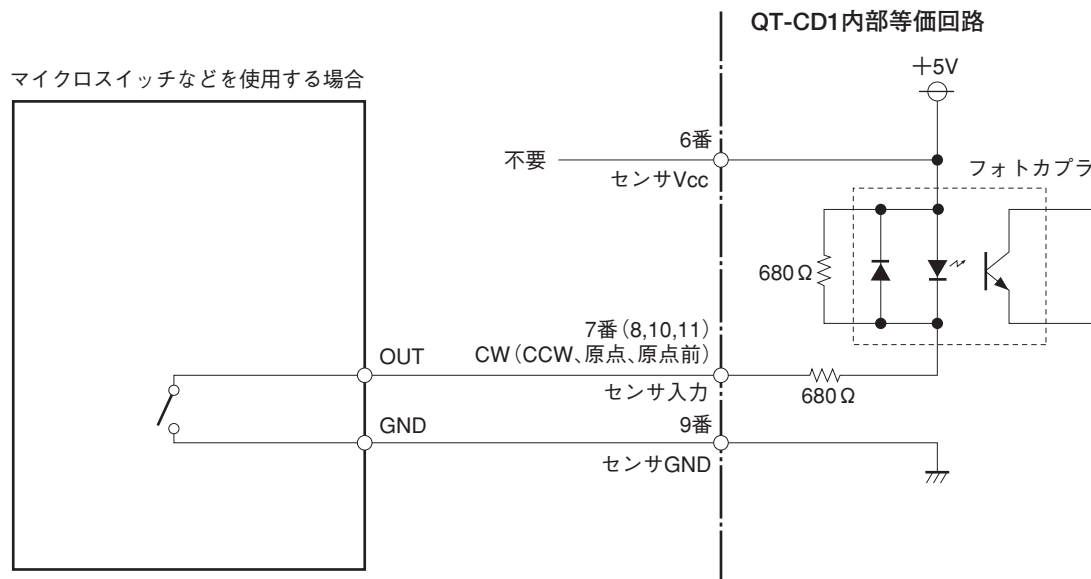 QT-CD1内部等価回路
マイクロスイッチなどを使用する場合
+5V
6番
不要
センサVcc
フォトカプラ
680Ω
7番(8,10,11)
OUT
CW(CCW、原点、原点前)
センサ入力
680Ω
GND
9番
センサGND